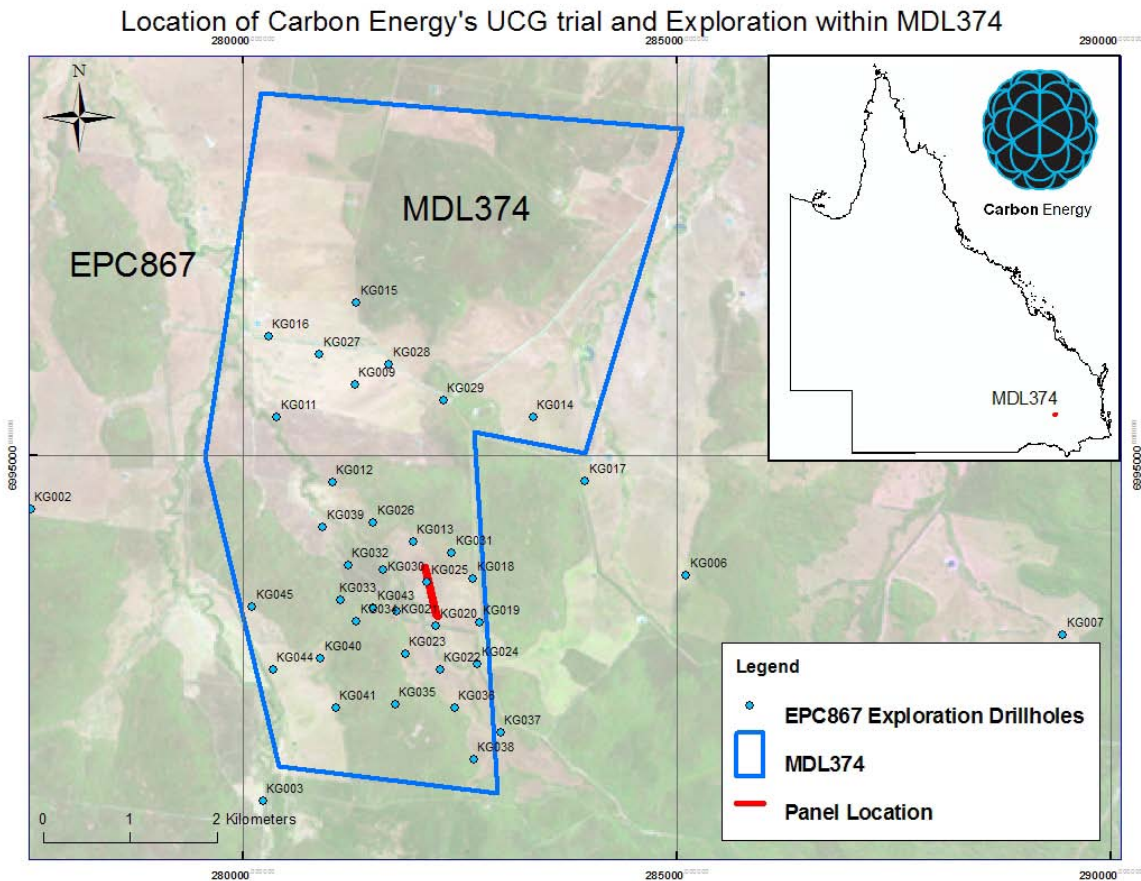 Location of Carbon Energy's UCG trial and Exploration within MDL374
280000
285000
290000
N
MDL374
EPC867
Carbon Energy
MDL374
KG015
KG016
KG027
KG028
KG009
KG029
KG011
KG014
6995000
6995000
KG012
KG017
KG002
KG026
KG039
KG013
KG031
KG032
KG030
KG025
KG018
KG006
KG033
KG045
KG043
KG034
KG020
KG019
KG007
KG023
KG040
KG022
KG024
KG044
KG041
KG035
KG036
KG037
KG038
KG003
0 1 2 Kilometers
Legend
EPC867 Exploration Drillholes
MDL374
Panel Location
280000
285000
290000